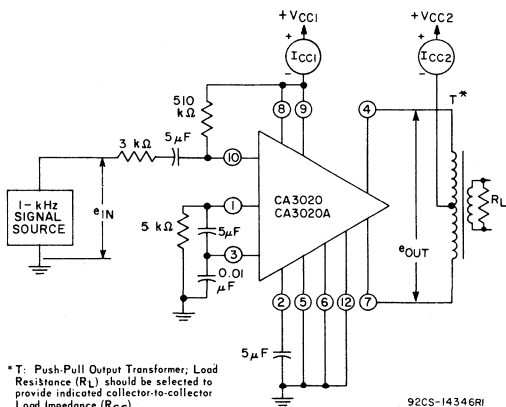 +VCC1
+VCC2
+
+
ICC1
ICC2
-
-
510
kΩ
8
9
4
T*
5μF
3 kΩ
10
1-kHz
SIGNAL
SOURCE
eIN
CA3020
CA3020A
RL
1
5 kΩ
5μF
eOUT
3
0.01
μF
2
5
6
12
7
5μF
*T: Push-Pull Output Transformer; Load
Resistance (RL) should be selected to
provide indicated collector-to-collector
Load Impedance (RCC)
92CS-14346RI